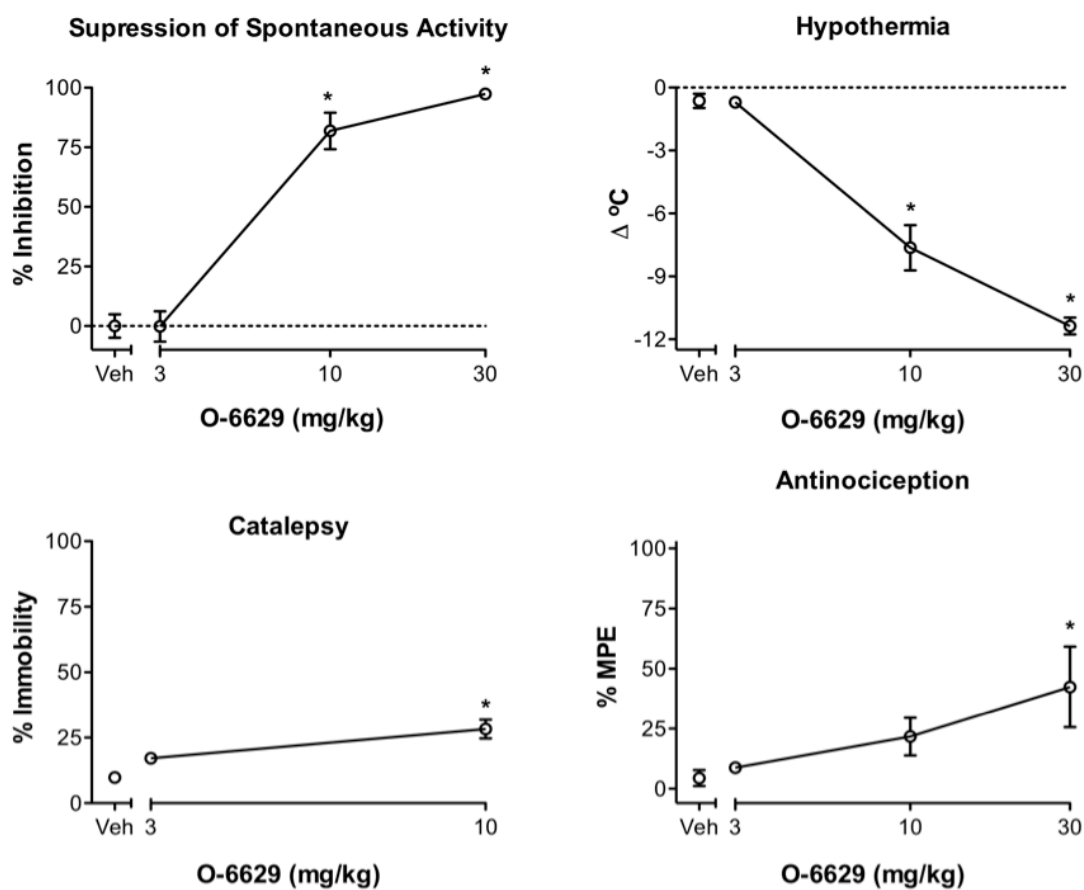 Supression of Spontaneous Activity
% Inhibition
100
75
50
25
0
*
*
Veh 3 10 30
O-6629 (mg/kg)
Hypothermia
Δ ºC
0
-3
-6
-9
-12
*
*
Veh 3 10 30
O-6629 (mg/kg)
Catalepsy
% Immobility
100
75
50
25
0
*
Veh 3 10
O-6629 (mg/kg)
Antinociception
% MPE
100
75
50
25
0
*
Veh 3 10 30
O-6629 (mg/kg)